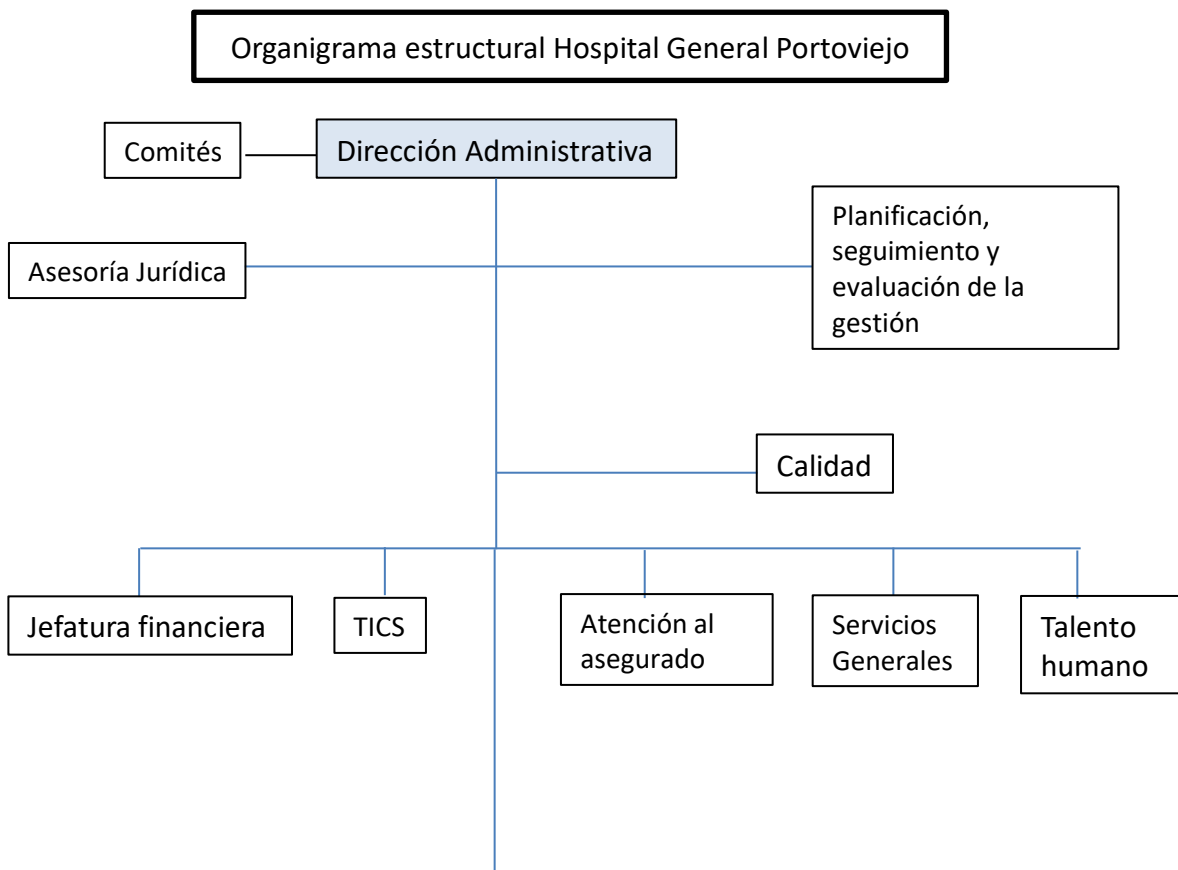 Organigrama estructural Hospital General Portoviejo
Comités
Dirección Administrativa
Planificación,
seguimiento y
evaluación de la
gestión
Asesoría Jurídica
Calidad
Jefatura financiera
TICS
Atención al
asegurado
Servicios
Generales
Talento
humano